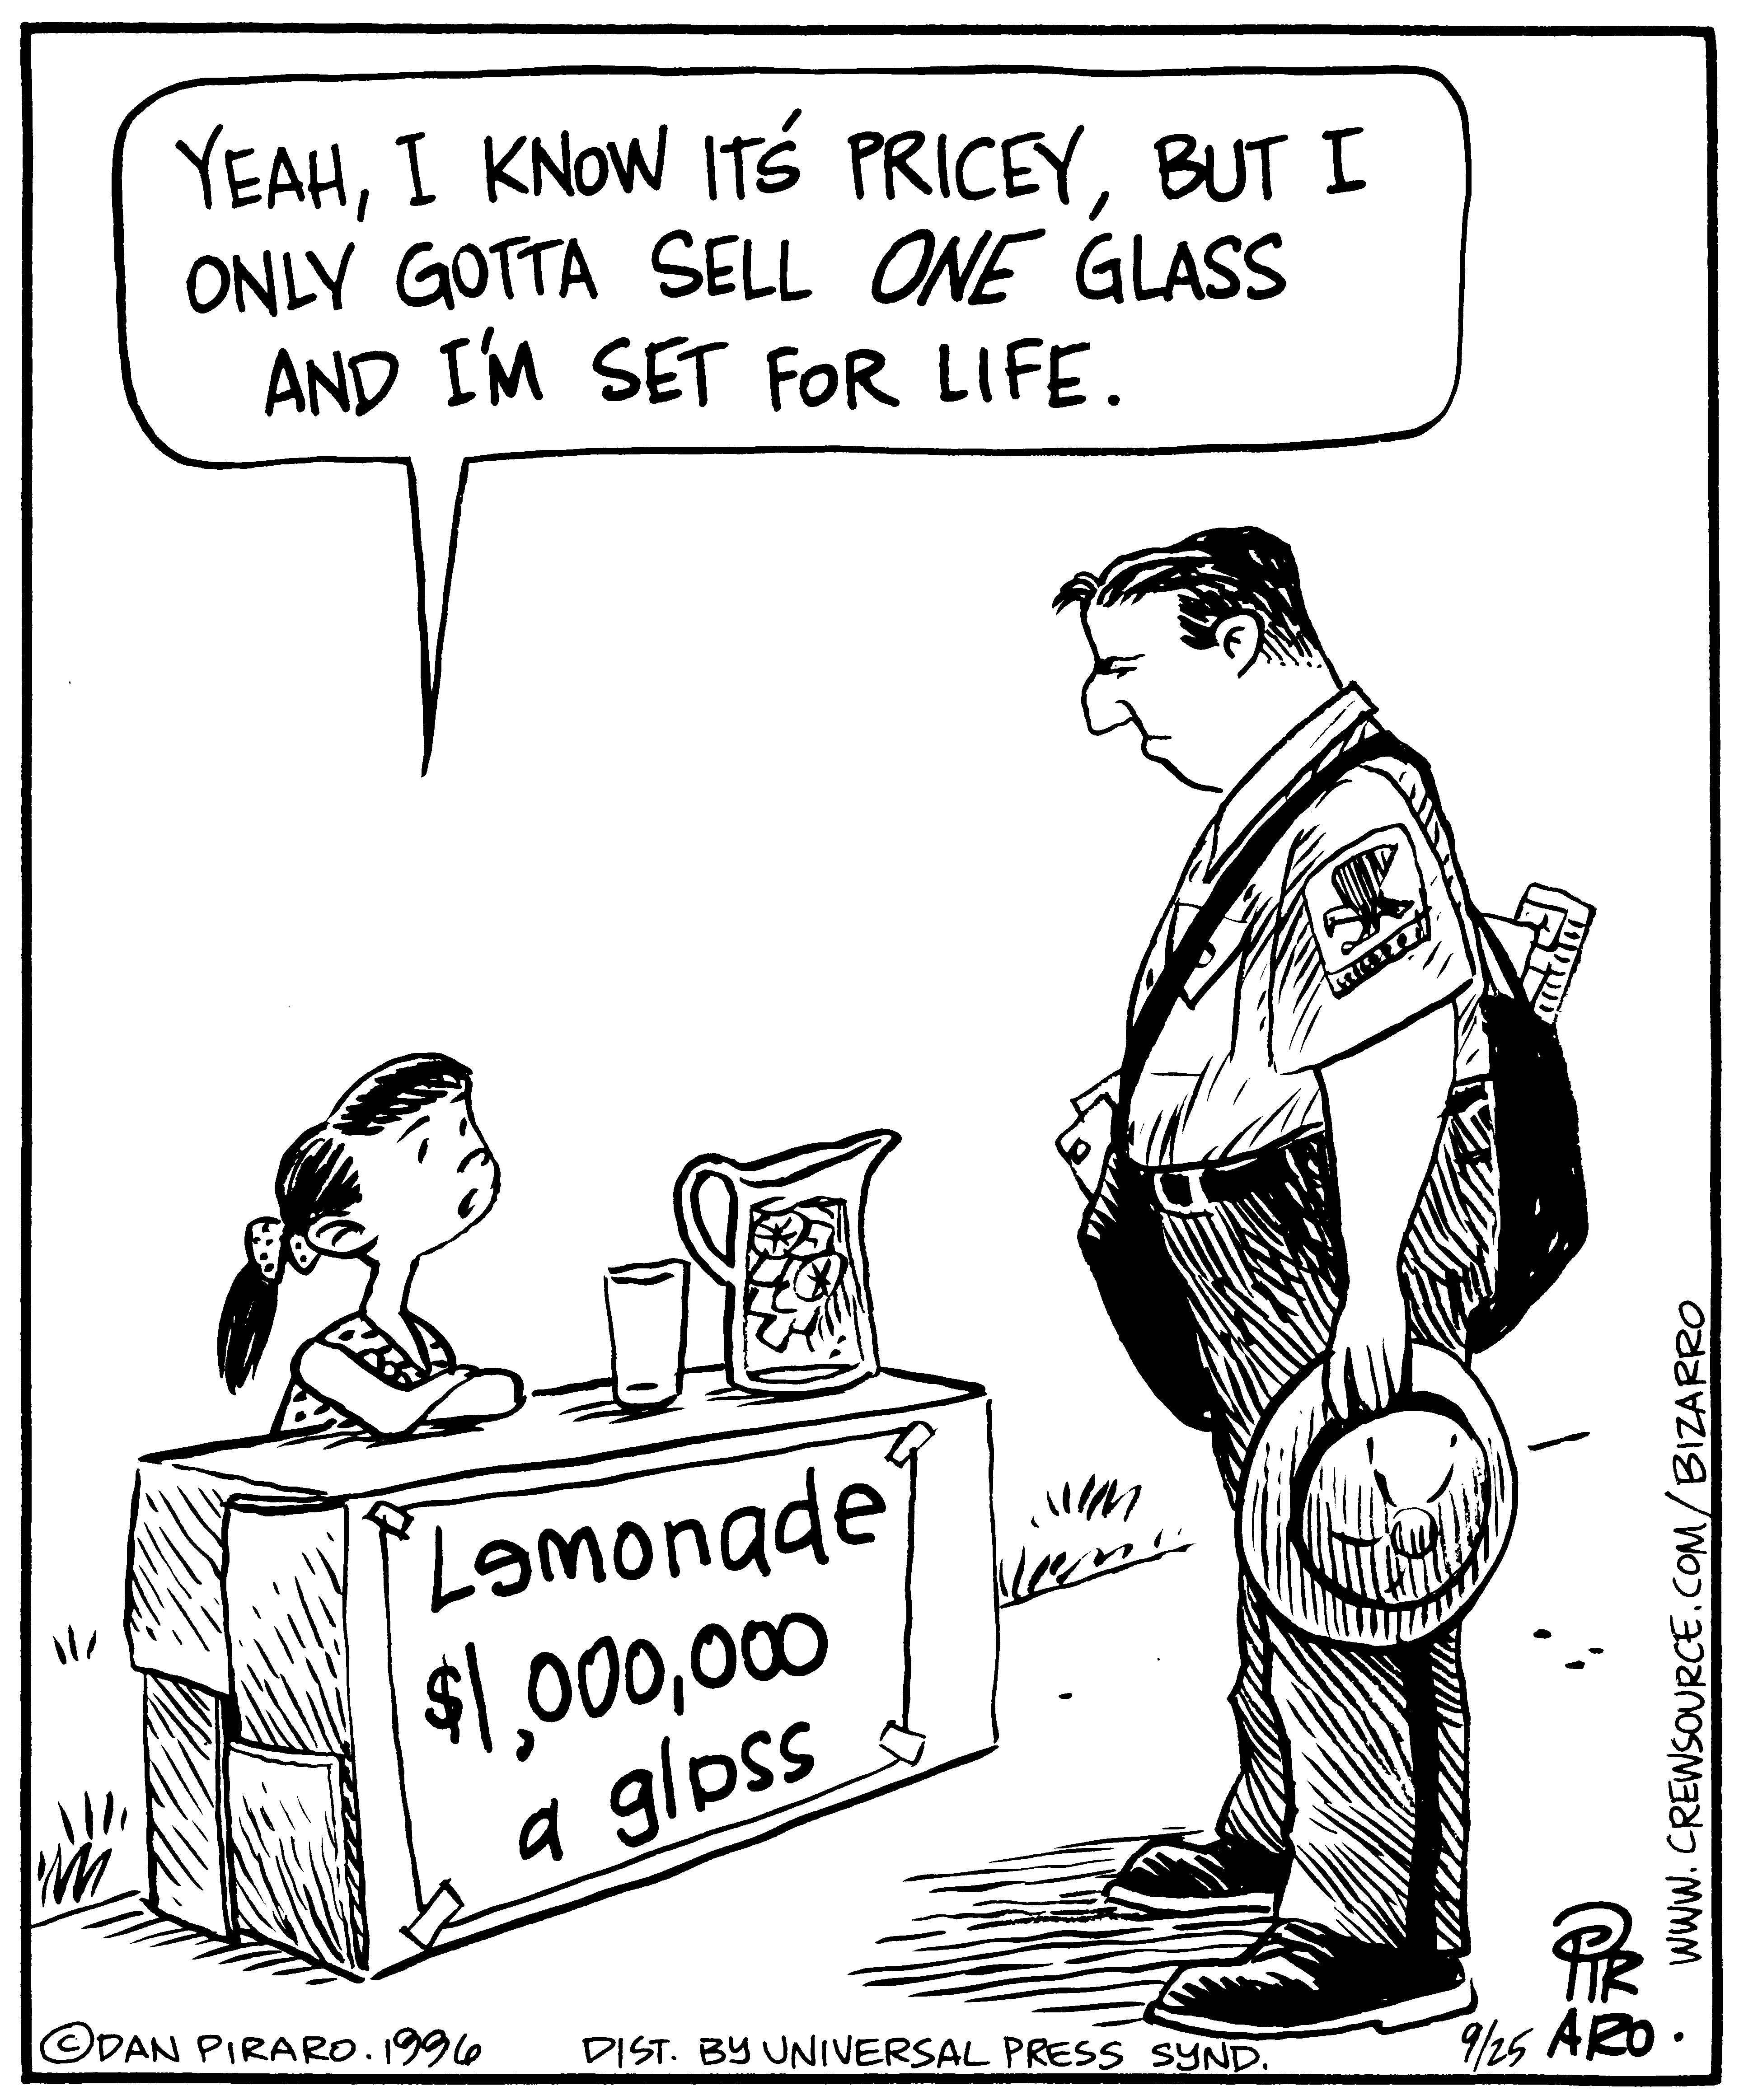 YEAH, I KNOW IT'S PRICEY, BUT I
ONLY GOTTA SELL ONE GLASS
AND I'M SET FOR LIFE.
Lemonade
$1,000,000
a glass
WWW.CREWSOURCE.COM/BIZARRO
PIRARO.
©DAN PIRARO.1996
DIST. BY UNIVERSAL PRESS SYND.
9/25